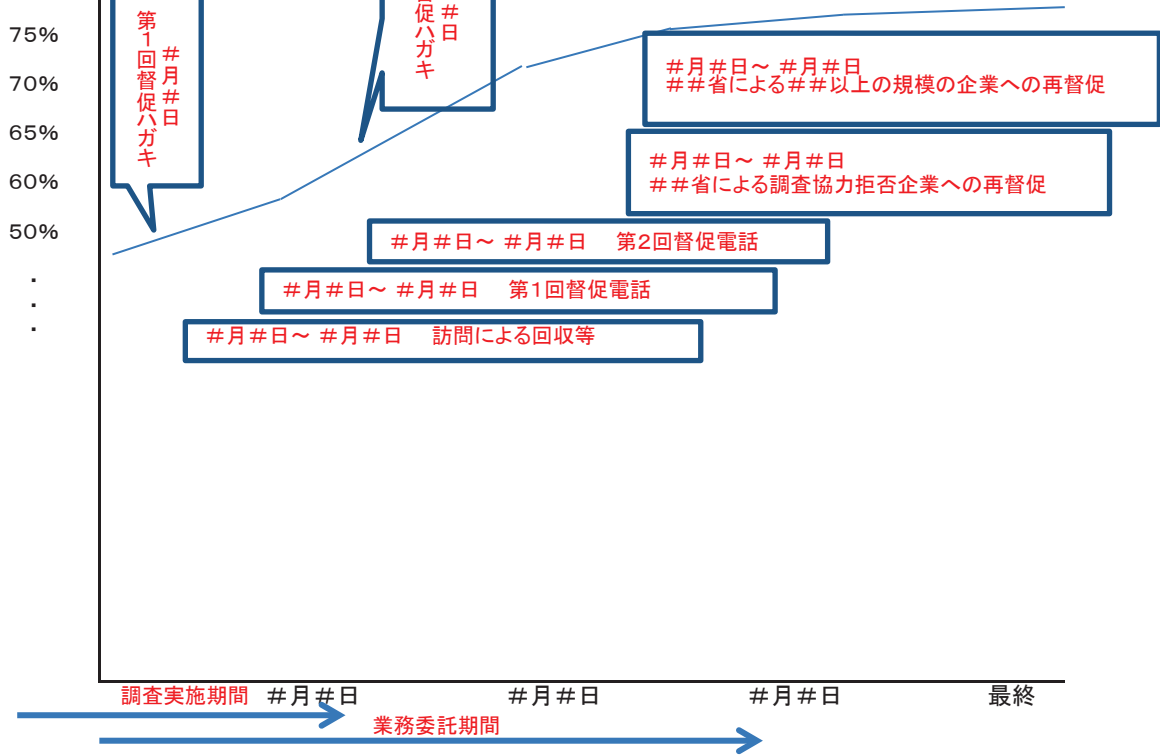 75%
70%
65%
60%
50%
.
.
.
#月#日
第1回督促ハガキ
#日
督促ハガキ
#月#日~ #月#日
##省による##以上の規模の企業への再督促
#月#日~ #月#日
##省による調査協力拒否企業への再督促
#月#日~ #月#日 第2回督促電話
#月#日~ #月#日 第1回督促電話
#月#日~ #月#日 訪問による回収等
調査実施期間 #月#日 #月#日 #月#日 最終
業務委託期間